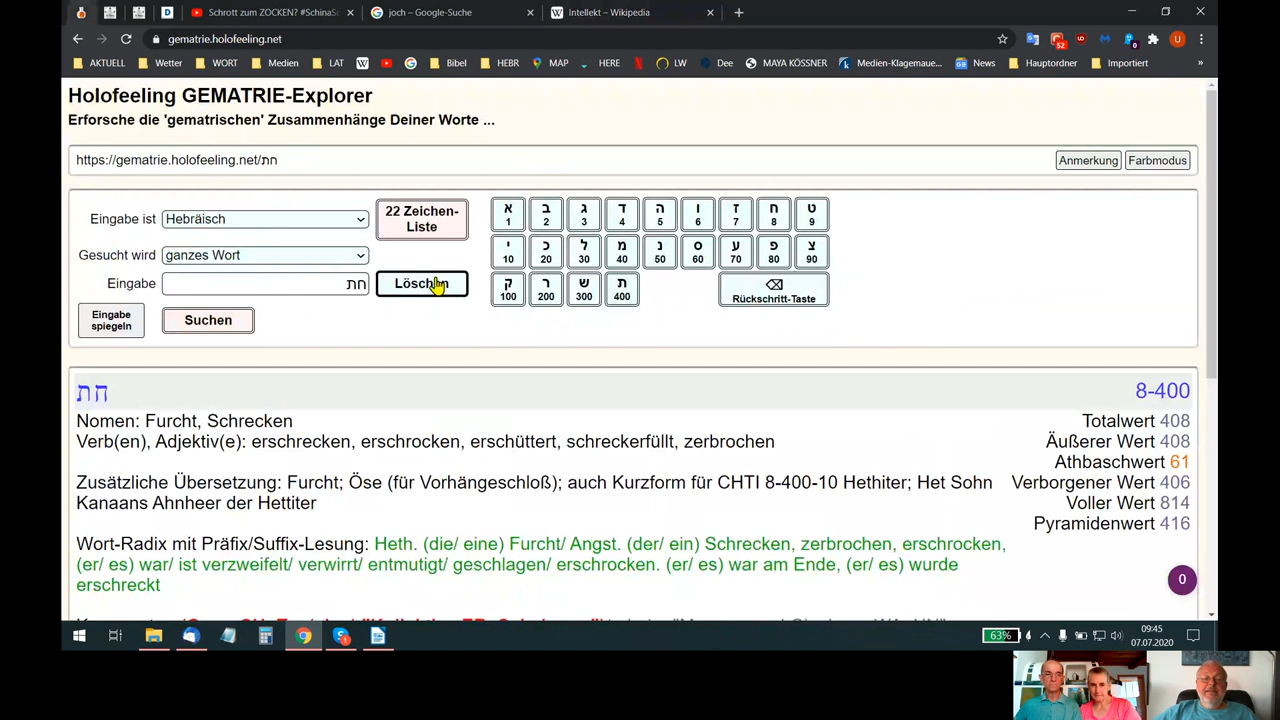 Schrott zum ZOCKEN? #SchinaSc
joch – Google-Suche
Intellekt – Wikipedia
gematrie.holofeeling.net
52
0
U
AKTUELL
Wetter
WORT
Medien
LAT
Bibel
HEBR
MAP
HERE
LW
Dee
MAYA KÖSSNER
Medien-Klagemaue...
News
Hauptordner
Importiert
Holofeeling GEMATRIE-Explorer
Erforsche die 'gematrischen' Zusammenhänge Deiner Worte ...
https://gematrie.holofeeling.net/חת
Anmerkung
Farbmodus
Eingabe ist
Hebräisch
22 Zeichen-
Liste
Gesucht wird
ganzes Wort
Eingabe
חת
Löschen
Eingabe
spiegeln
Suchen
א ב ג ד ה ו ז ח ט
1 2 3 4 5 6 7 8 9
י כ ל מ נ ס ע פ צ
10 20 30 40 50 60 70 80 90
ק ר ש ת
100 200 300 400
Rückschritt-Taste
חת
8-400
Nomen: Furcht, Schrecken
Verb(en), Adjektiv(e): erschrecken, erschrocken, erschüttert, schreckerfüllt, zerbrochen
Zusätzliche Übersetzung: Furcht; Öse (für Vorhängeschloß); auch Kurzform für CHTI 8-400-10 Hethiter; Het Sohn
Kanaans Ahnheer der Hettiter
Wort-Radix mit Präfix/Suffix-Lesung: Heth. (die/ eine) Furcht/ Angst. (der/ ein) Schrecken, zerbrochen, erschrocken,
(er/ es) war/ ist verzweifelt/ verwirrt/ entmutigt/ geschlagen/ erschrocken. (er/ es) war am Ende, (er/ es) wurde
erschreckt
Totalwert 408
Äußerer Wert 408
Athbaschwert 61
Verborgener Wert 406
Voller Wert 814
Pyramidenwert 416
0
63%
09:45
07.07.2020